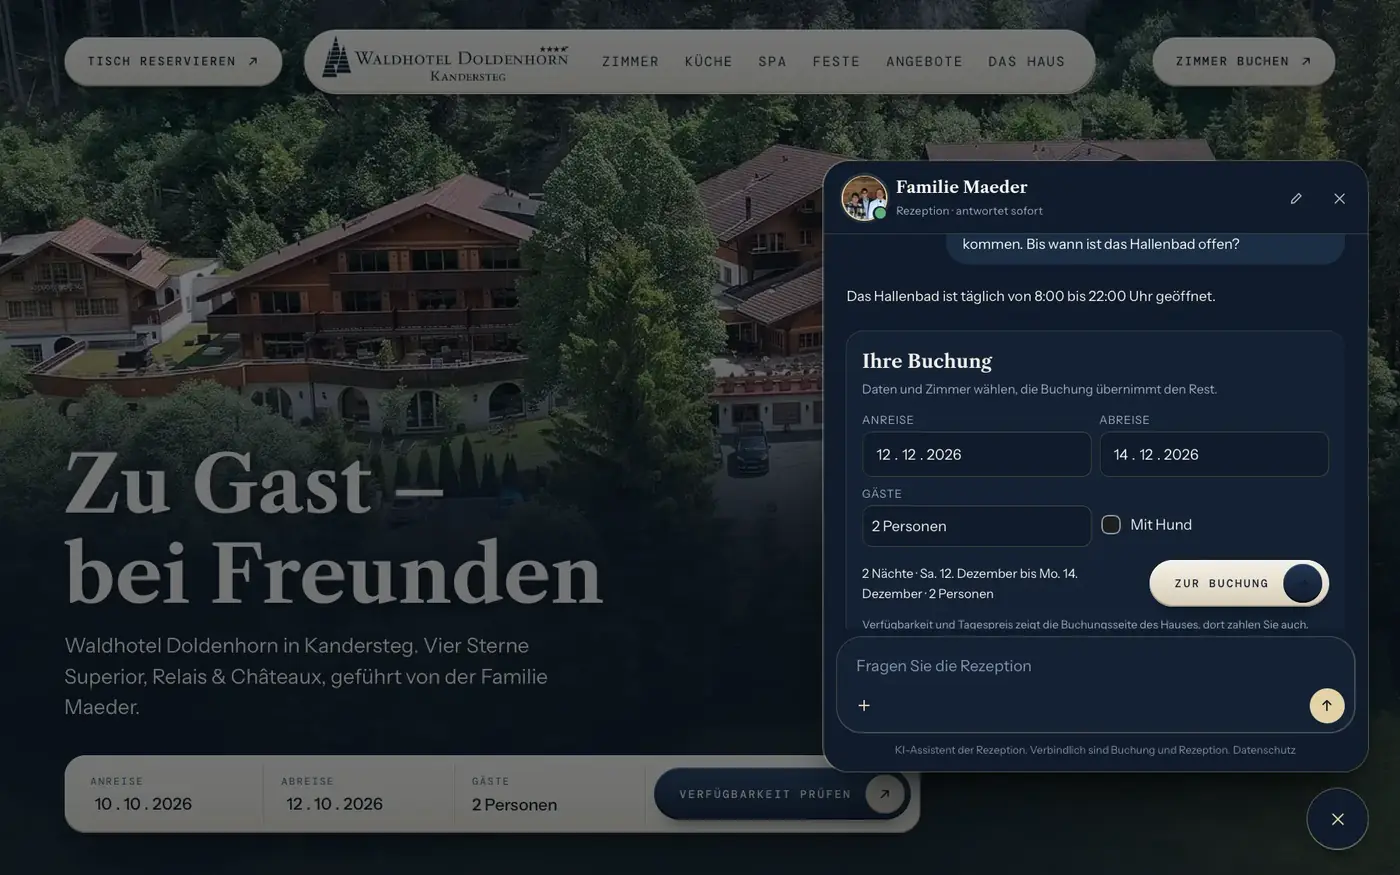 TISCH RESERVIEREN ↗
WALDHOTEL DOLDENHORN
KANDERSTEG
ZIMMER
KÜCHE
SPA
FESTE
ANGEBOTE
DAS HAUS
ZIMMER BUCHEN ↗
Zu Gast –
bei Freunden
Waldhotel Doldenhorn in Kandersteg. Vier Sterne
Superior, Relais & Châteaux, geführt von der Familie
Maeder.
ANREISE
10 . 10 . 2026
ABREISE
12 . 10 . 2026
GÄSTE
2 Personen
VERFÜGBARKEIT PRÜFEN ↗
Familie Maeder
Rezeption · antwortet sofort
kommen. Bis wann ist das Hallenbad offen?
Das Hallenbad ist täglich von 8:00 bis 22:00 Uhr geöffnet.
Ihre Buchung
Daten und Zimmer wählen, die Buchung übernimmt den Rest.
ANREISE
12 . 12 . 2026
ABREISE
14 . 12 . 2026
GÄSTE
2 Personen
Mit Hund
2 Nächte · Sa. 12. Dezember bis Mo. 14.
Dezember · 2 Personen
ZUR BUCHUNG
Verfügbarkeit und Tagespreis zeigt die Buchungsseite des Hauses, dort zahlen Sie auch.
Fragen Sie die Rezeption
KI-Assistent der Rezeption. Verbindlich sind Buchung und Rezeption. Datenschutz